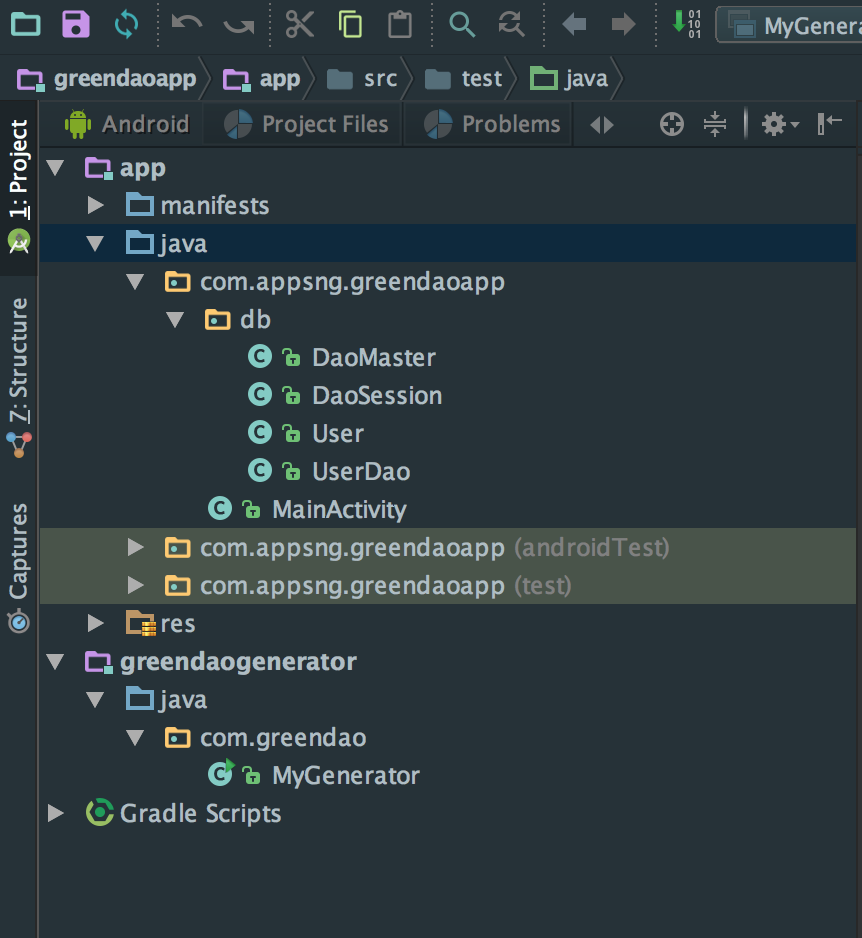 MyGenera
greendaoapp app src test java
Android Project Files Problems
1: Project
7: Structure
Captures
app
manifests
java
com.appsng.greendaoapp
db
DaoMaster
DaoSession
User
UserDao
MainActivity
com.appsng.greendaoapp (androidTest)
com.appsng.greendaoapp (test)
res
greendaogenerator
java
com.greendao
MyGenerator
Gradle Scripts